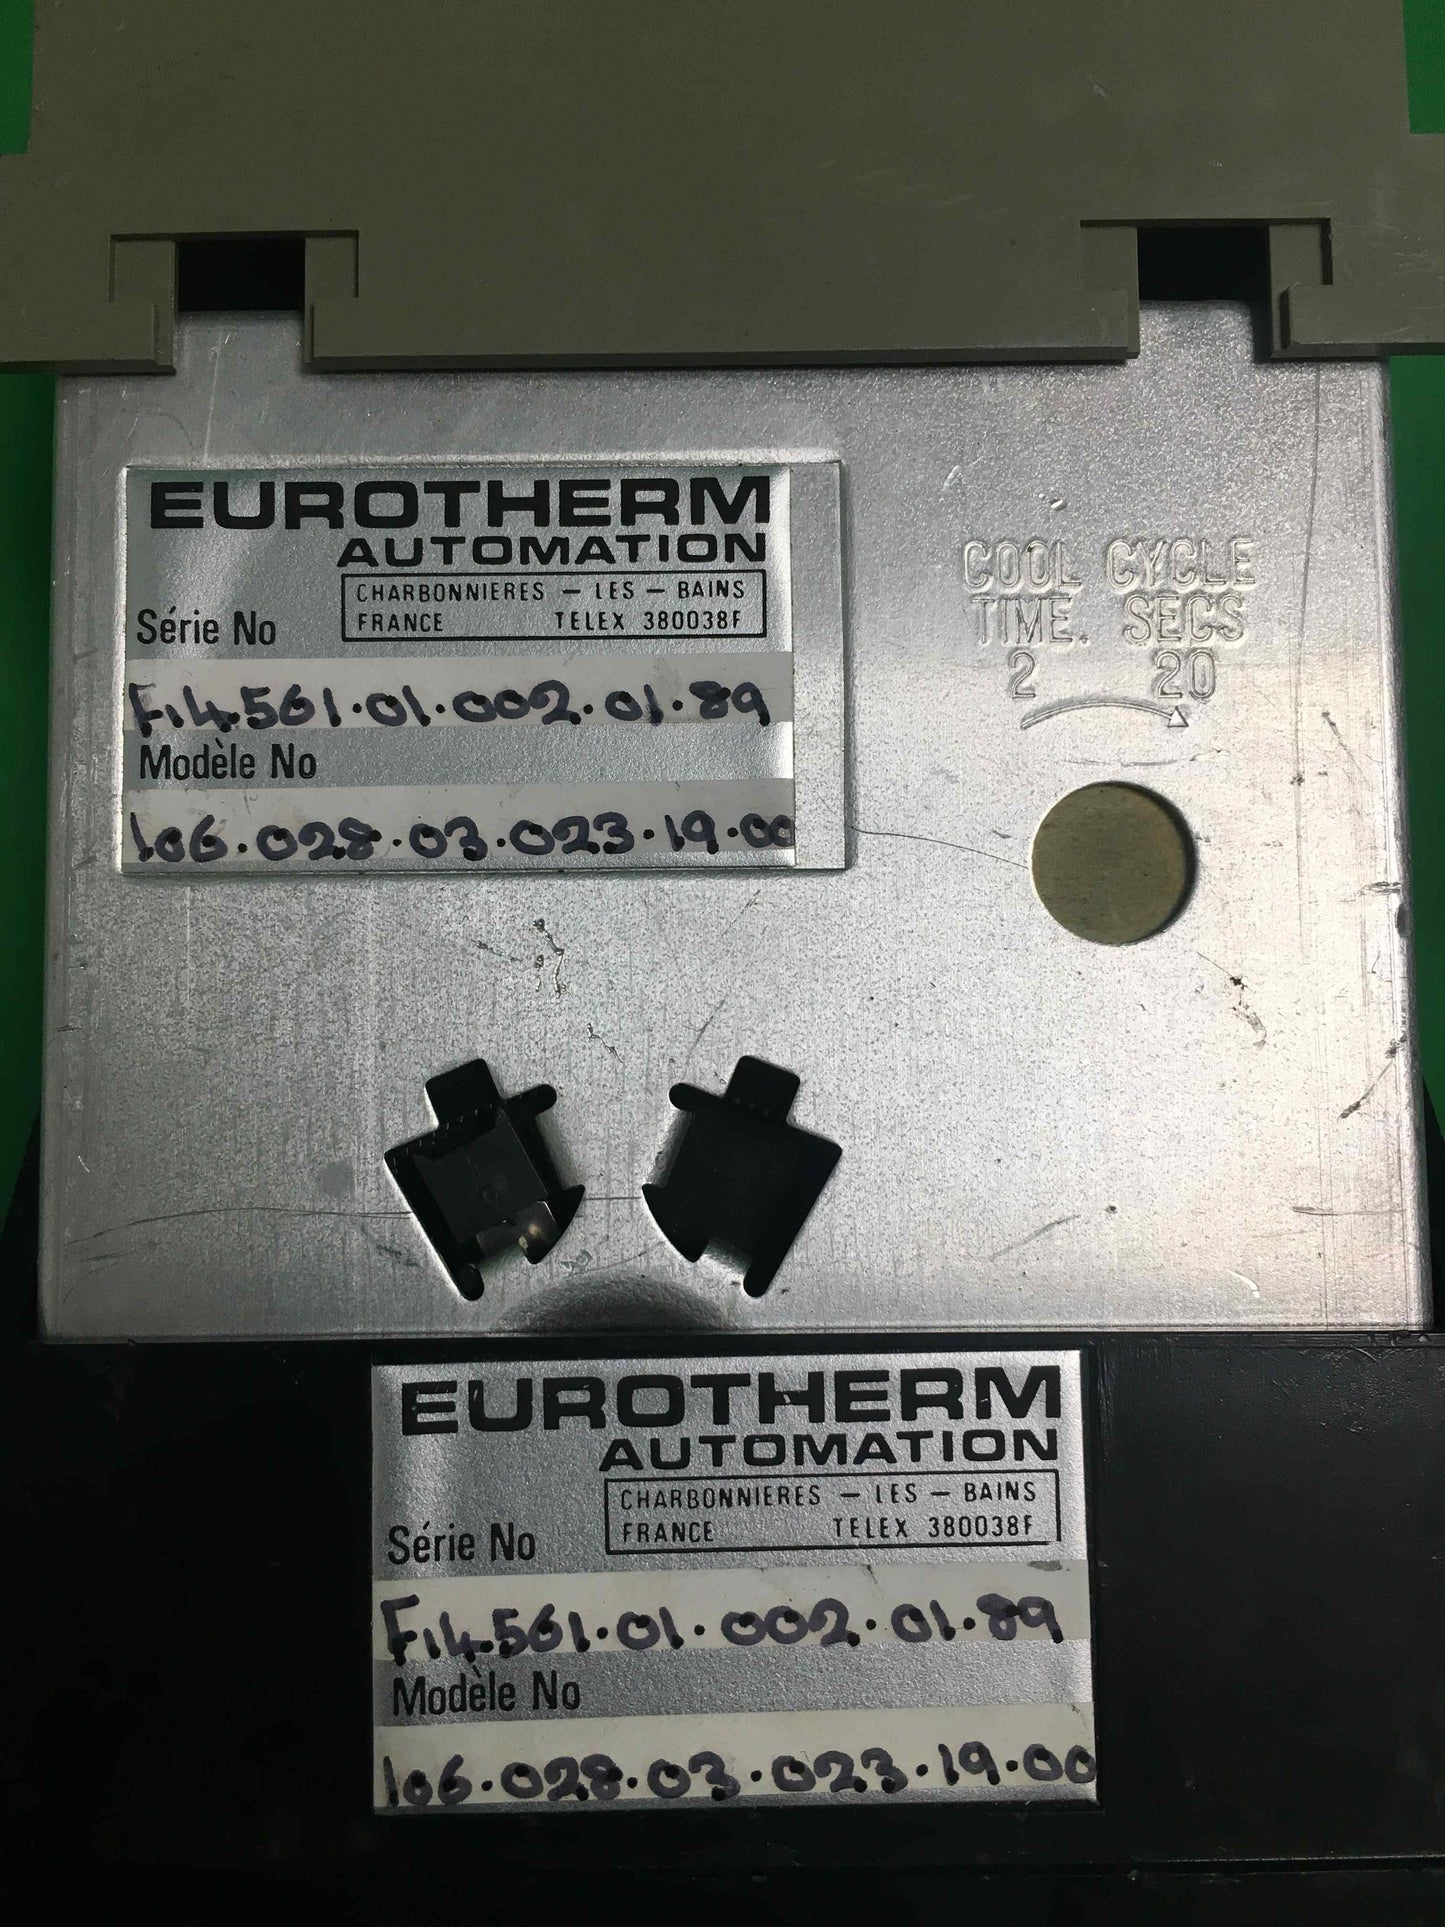 EUROTHERM
AUTOMATION
CHARBONNIERES – LES – BAINS
FRANCE TELEX 380038F
Série No
F14.561.01.002.01.89
Modèle No
106.028.03.023.19.00
COOL CYCLE
TIME. SECS
2 20
EUROTHERM
AUTOMATION
CHARBONNIERES – LES – BAINS
FRANCE TELEX 380038F
Série No
F14.561.01.002.01.89
Modèle No
106.028.03.023.19.00